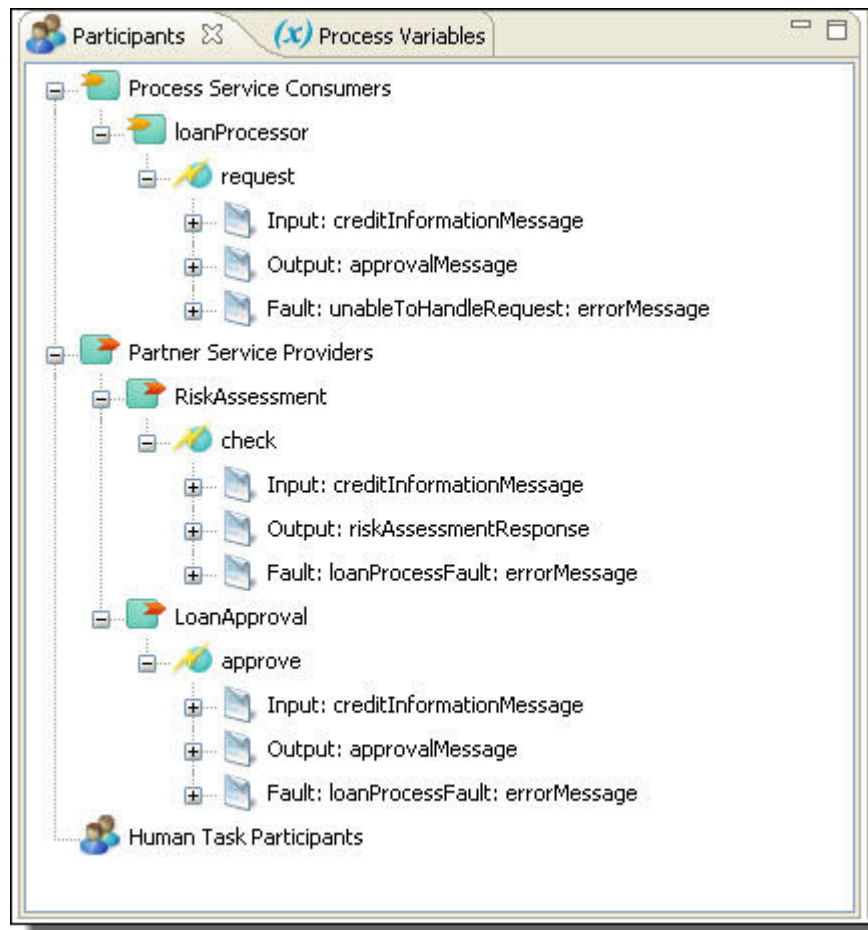 Participants (x) Process Variables
Process Service Consumers
loanProcessor
request
Input: creditInformationMessage
Output: approvalMessage
Fault: unableToHandleRequest: errorMessage
Partner Service Providers
RiskAssessment
check
Input: creditInformationMessage
Output: riskAssessmentResponse
Fault: loanProcessFault: errorMessage
LoanApproval
approve
Input: creditInformationMessage
Output: approvalMessage
Fault: loanProcessFault: errorMessage
Human Task Participants